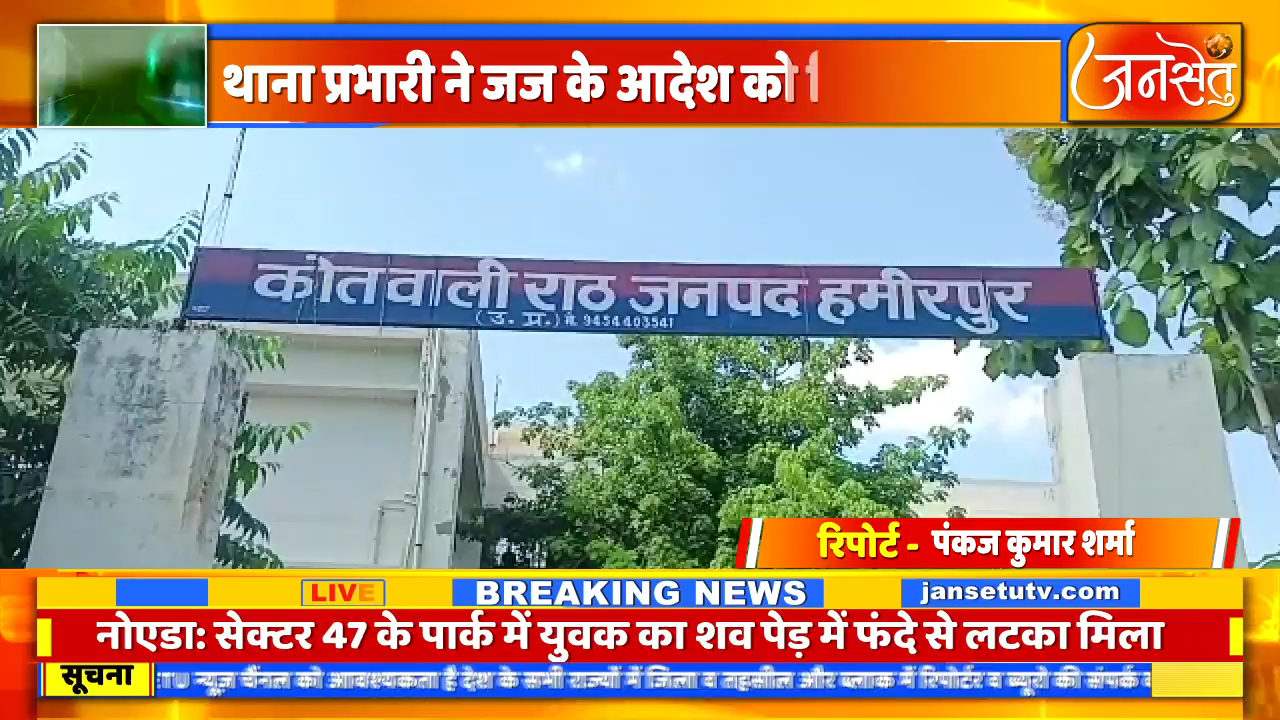 थाना प्रभारी ने जज के आदेश को
जनसेतु
कोतवाली राठ जनपद हमीरपुर
(उ. प्र.) नं. 9454403541
रिपोर्ट - पंकज कुमार शर्मा
LIVE
BREAKING NEWS
jansetutv.com
नोएडा: सेक्टर 47 के पार्क में युवक का शव पेड़ में फंदे से लटका मिला
सूचना
न्यूज़ चैनल को आवश्यकता है देश के सभी राज्यों में जिला व तहसील और ब्लाक में रिपोर्टर व ब्यूरो की संपर्क